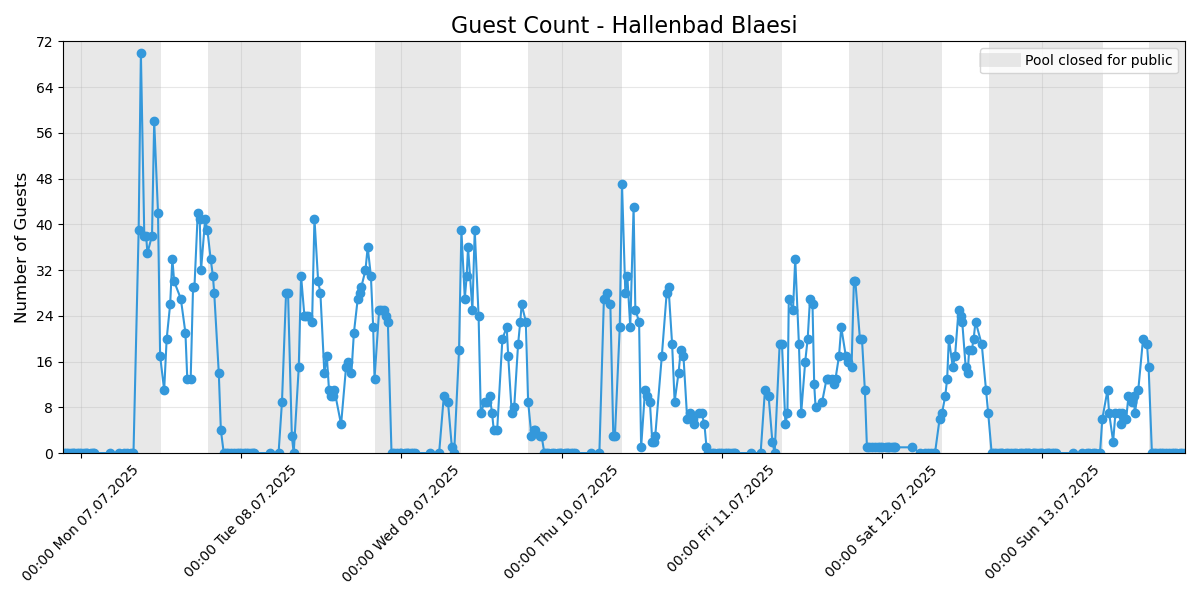 Guest Count - Hallenbad Blaesi
Pool closed for public
Number of Guests
72
64
56
48
40
32
24
16
8
0
00:00 Mon 07.07.2025
00:00 Tue 08.07.2025
00:00 Wed 09.07.2025
00:00 Thu 10.07.2025
00:00 Fri 11.07.2025
00:00 Sat 12.07.2025
00:00 Sun 13.07.2025